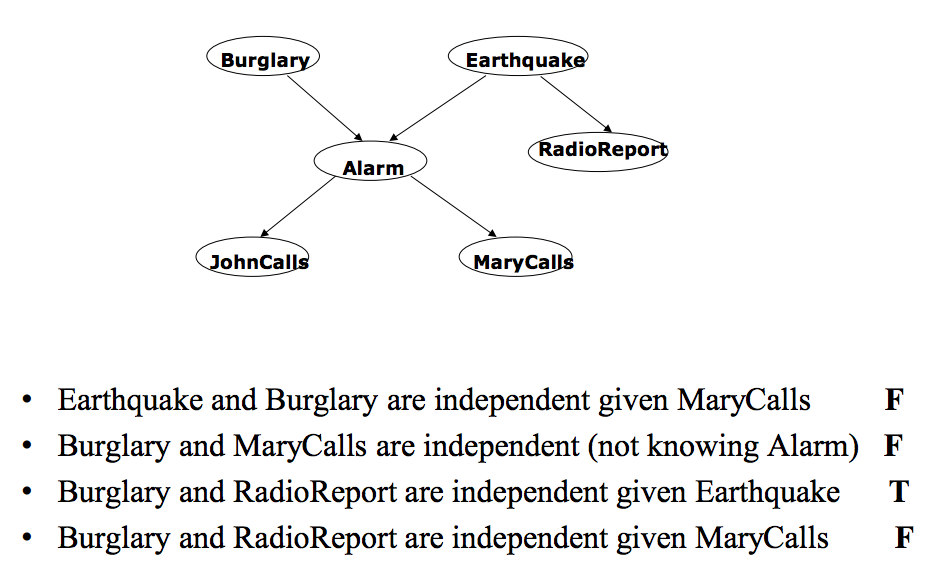 Burglary Earthquake
RadioReport
Alarm
JohnCalls MaryCalls
• Earthquake and Burglary are independent given MaryCalls F
• Burglary and MaryCalls are independent (not knowing Alarm) F
• Burglary and RadioReport are independent given Earthquake T
• Burglary and RadioReport are independent given MaryCalls F